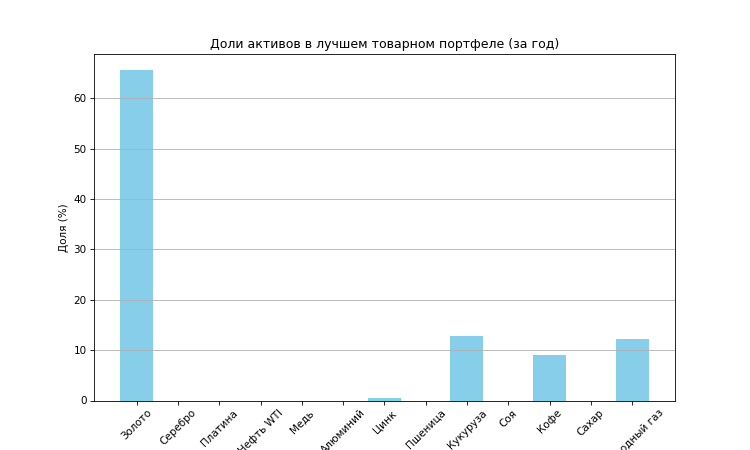 Доли активов в лучшем товарном портфеле (за год)
Доля (%)
60
50
40
30
20
10
0
Золото
Серебро
Платина
Нефть WTI
Медь
Алюминий
Цинк
Пшеница
Кукуруза
Соя
Кофе
Сахар
одный газ